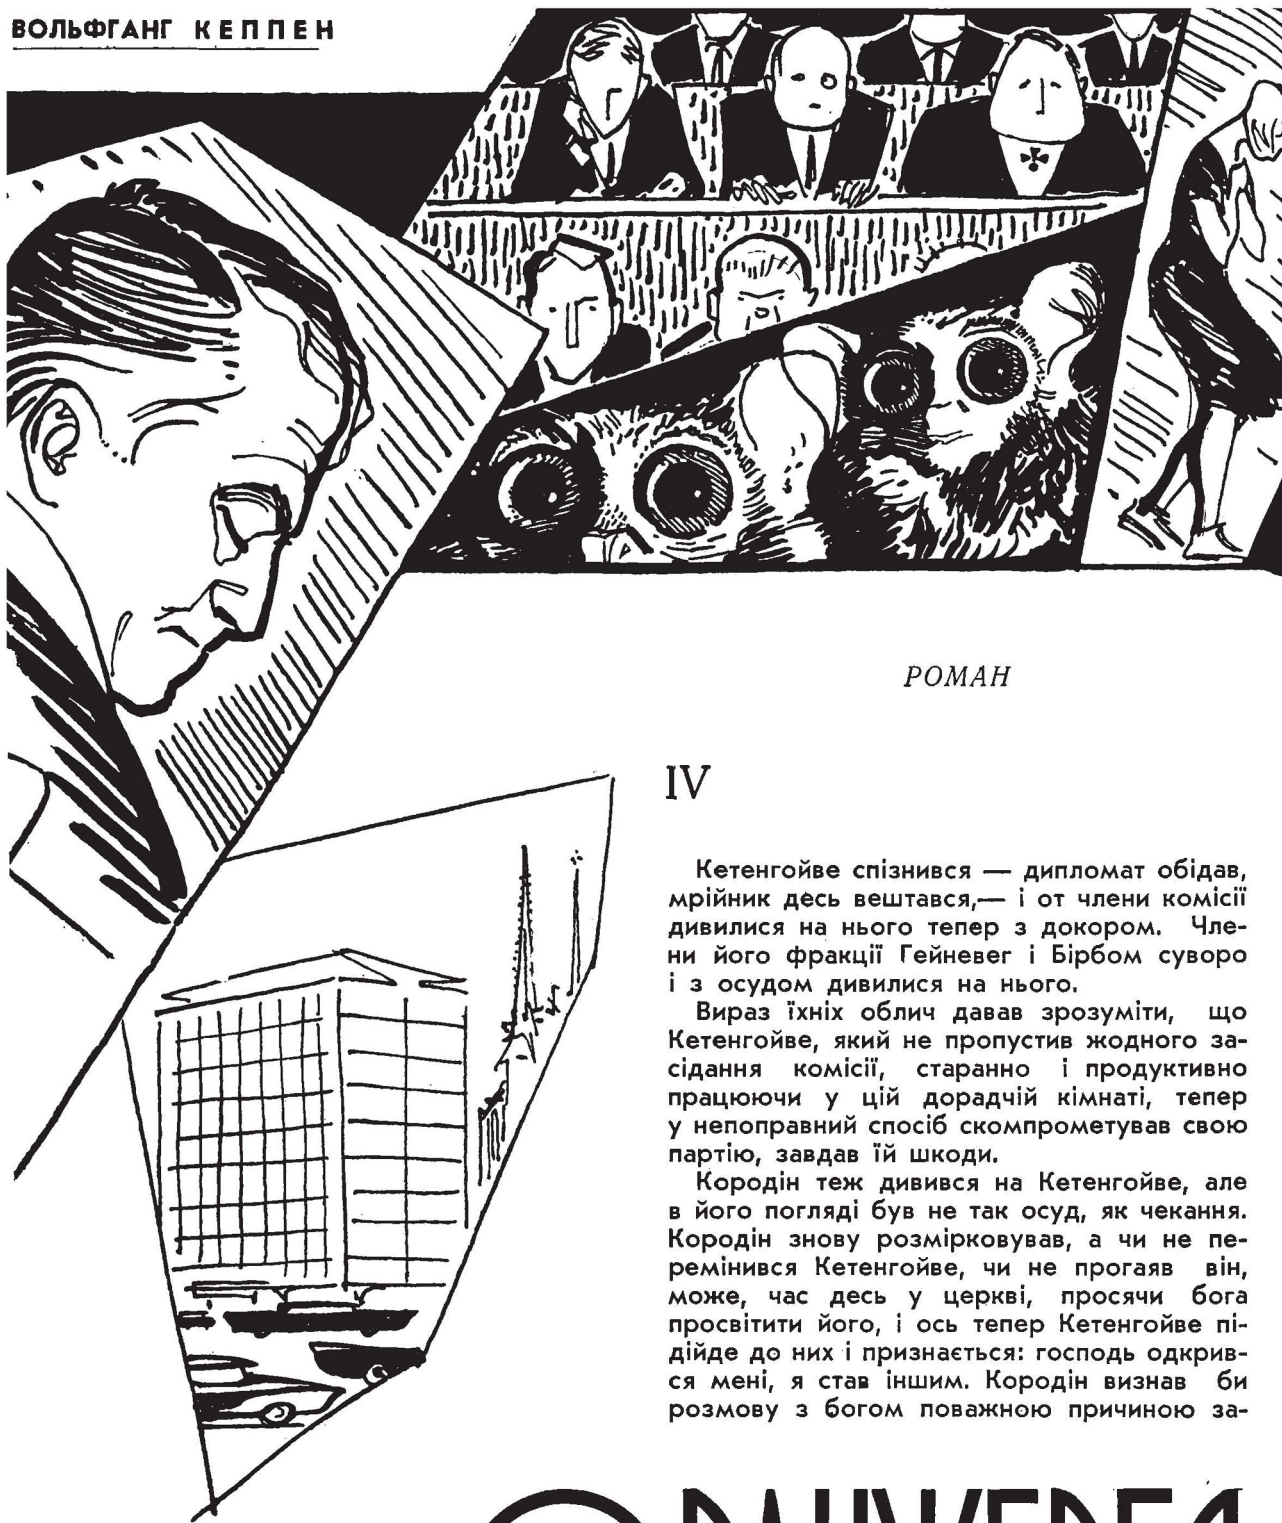 ВОЛЬФГАНГ КЕППЕН
РОМАН
IV
Кетенгойве спізнився — дипломат обідав,
мрійник десь вештався,— і от члени комісії
дивилися на нього тепер з докором. Чле-
ни його фракції Гейневег і Бірбом суворо
і з осудом дивилися на нього.
Вираз їхніх облич давав зрозуміти, що
Кетенгойве, який не пропустив жодного за-
сідання комісії, старанно і продуктивно
працюючи у цій дорадчій кімнаті, тепер
у непоправний спосіб скомпрометував свою
партію, завдав їй шкоди.
Кородін теж дивився на Кетенгойве, але
в його погляді був не так осуд, як чекання.
Кородін знову розмірковував, а чи не пе-
ремінився Кетенгойве, чи не прогаяв він,
може, час десь у церкві, просячи бога
просвітити його, і ось тепер Кетенгойве пі-
дійде до них і признається: господь одкрив-
ся мені, я став іншим. Кородін визнав би
розмову з богом поважною причиною за-